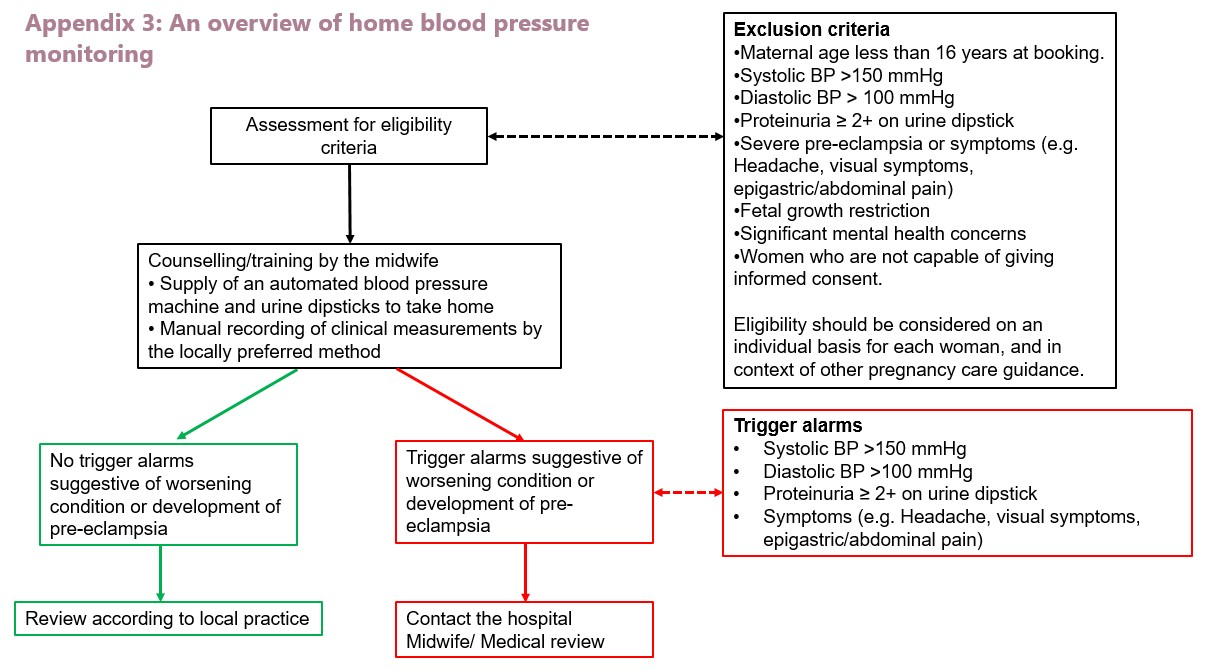 Appendix 3: An overview of home blood pressure
monitoring
Assessment for eligibility
criteria
Exclusion criteria
•Maternal age less than 16 years at booking.
•Systolic BP >150 mmHg
•Diastolic BP > 100 mmHg
•Proteinuria ≥ 2+ on urine dipstick
•Severe pre-eclampsia or symptoms (e.g.
Headache, visual symptoms,
epigastric/abdominal pain)
•Fetal growth restriction
•Significant mental health concerns
•Women who are not capable of giving
informed consent.
Eligibility should be considered on an
individual basis for each woman, and in
context of other pregnancy care guidance.
Counselling/training by the midwife
• Supply of an automated blood pressure
machine and urine dipsticks to take home
• Manual recording of clinical measurements by
the locally preferred method
No trigger alarms
suggestive of worsening
condition or development of
pre-eclampsia
Trigger alarms suggestive of
worsening condition or
development of pre-
eclampsia
Trigger alarms
• Systolic BP >150 mmHg
• Diastolic BP >100 mmHg
• Proteinuria ≥ 2+ on urine dipstick
• Symptoms (e.g. Headache, visual symptoms,
epigastric/abdominal pain)
Review according to local practice
Contact the hospital
Midwife/ Medical review